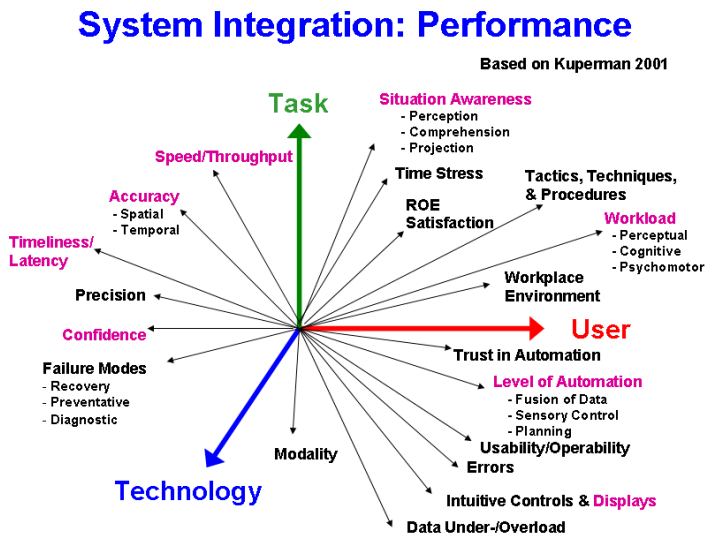 System Integration: Performance
Based on Kuperman 2001
Task
Situation Awareness
- Perception
- Comprehension
- Projection
Speed/Throughput
Time Stress
Tactics, Techniques,
& Procedures
Accuracy
- Spatial
- Temporal
ROE
Satisfaction
Workload
- Perceptual
- Cognitive
- Psychomotor
Timeliness/
Latency
Precision
Workplace
Environment
Confidence
User
Trust in Automation
Failure Modes
- Recovery
- Preventative
- Diagnostic
Level of Automation
- Fusion of Data
- Sensory Control
- Planning
Usability/Operability
Modality
Errors
Technology
Intuitive Controls & Displays
Data Under-/Overload